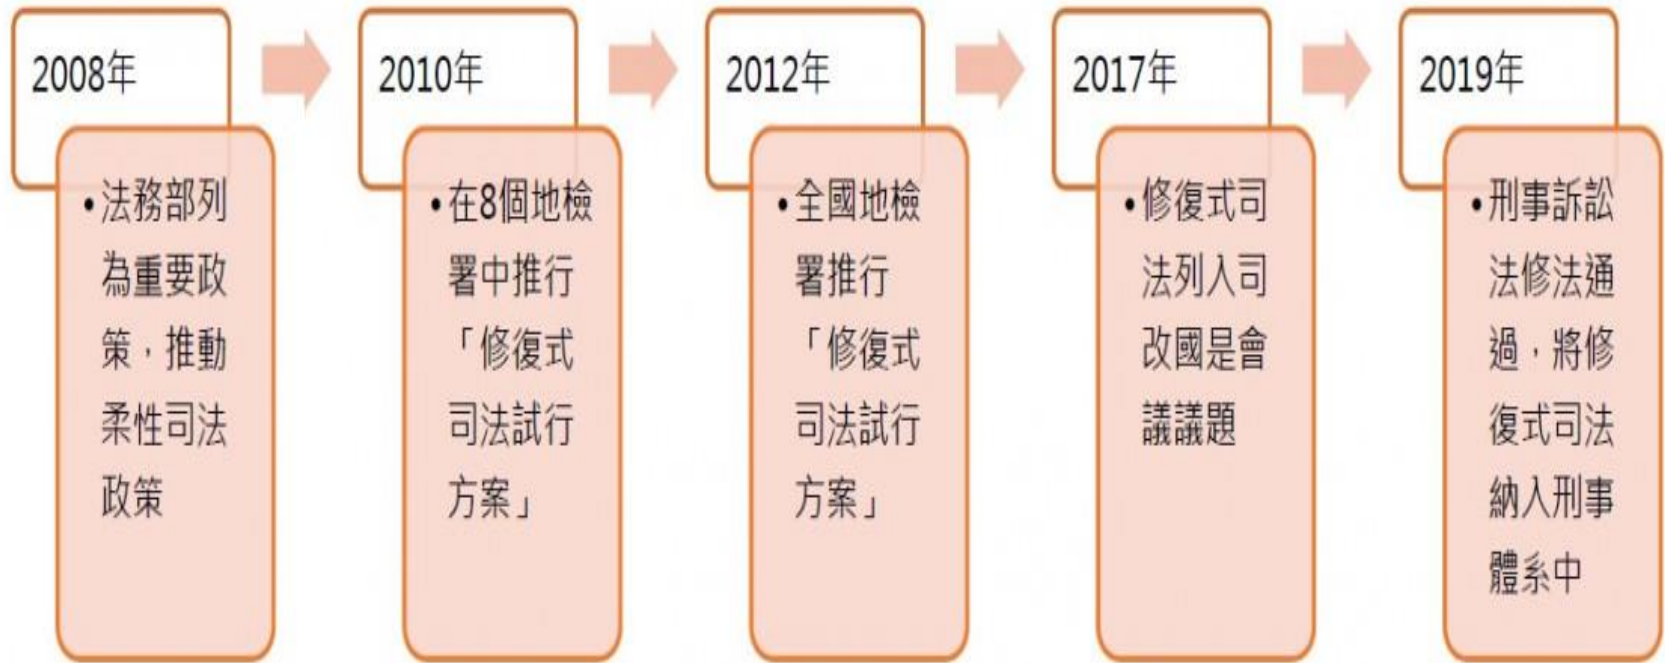 2008年
•法務部列
為重要政
策，推動
柔性司法
政策
2010年
•在8個地檢
署中推行
「修復式
司法試行
方案」
2012年
•全國地檢
署推行
「修復式
司法試行
方案」
2017年
•修復式司
法列入司
改國是會
議議題
2019年
•刑事訴訟
法修法通
過，將修
復式司法
納入刑事
體系中